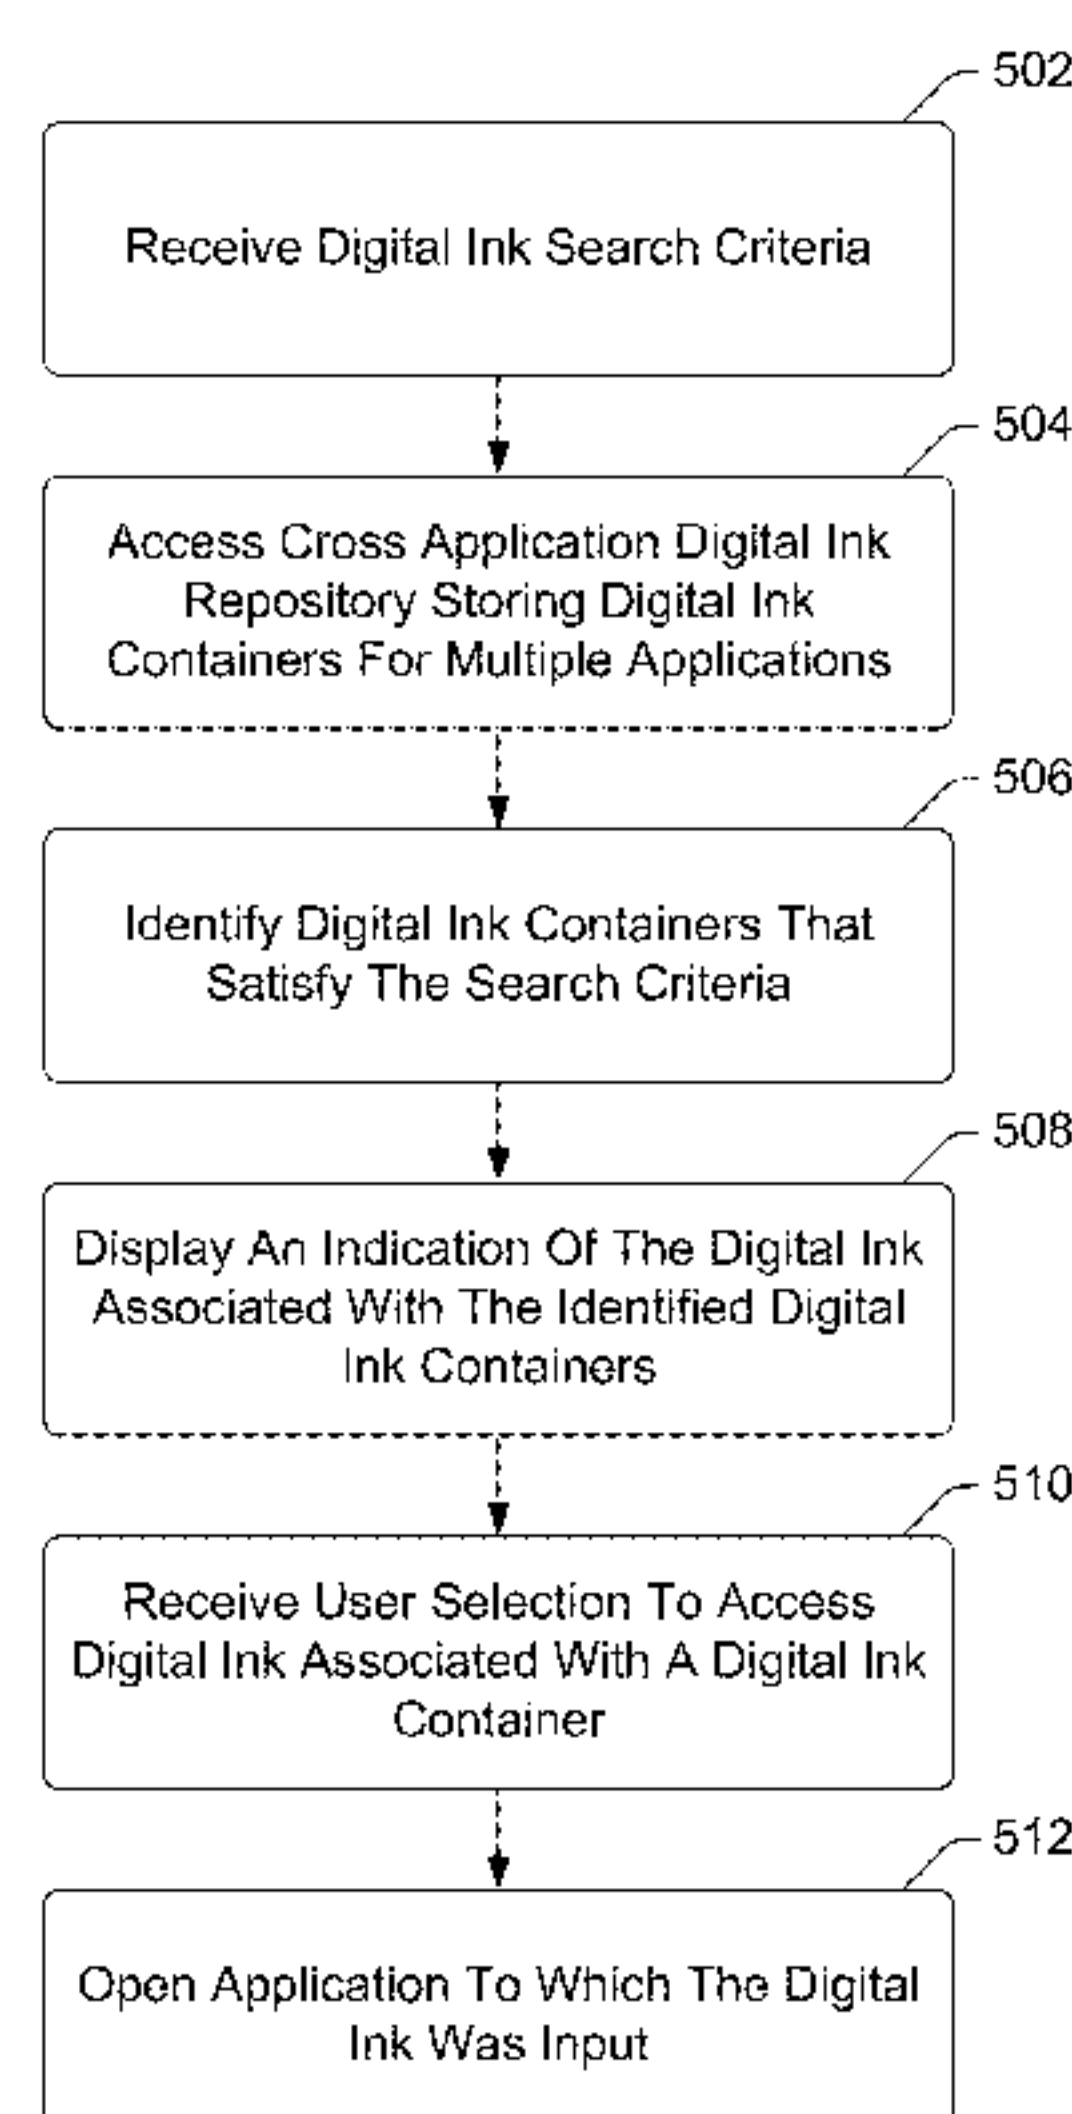 502
Receive Digital Ink Search Criteria
504
Access Cross Application Digital Ink
Repository Storing Digital Ink
Containers For Multiple Applications
506
Identify Digital Ink Containers That
Satisfy The Search Criteria
508
Display An Indication Of The Digital Ink
Associated With The Identified Digital
Ink Containers
510
Receive User Selection To Access
Digital Ink Associated With A Digital Ink
Container
512
Open Application To Which The Digital
Ink Was Input